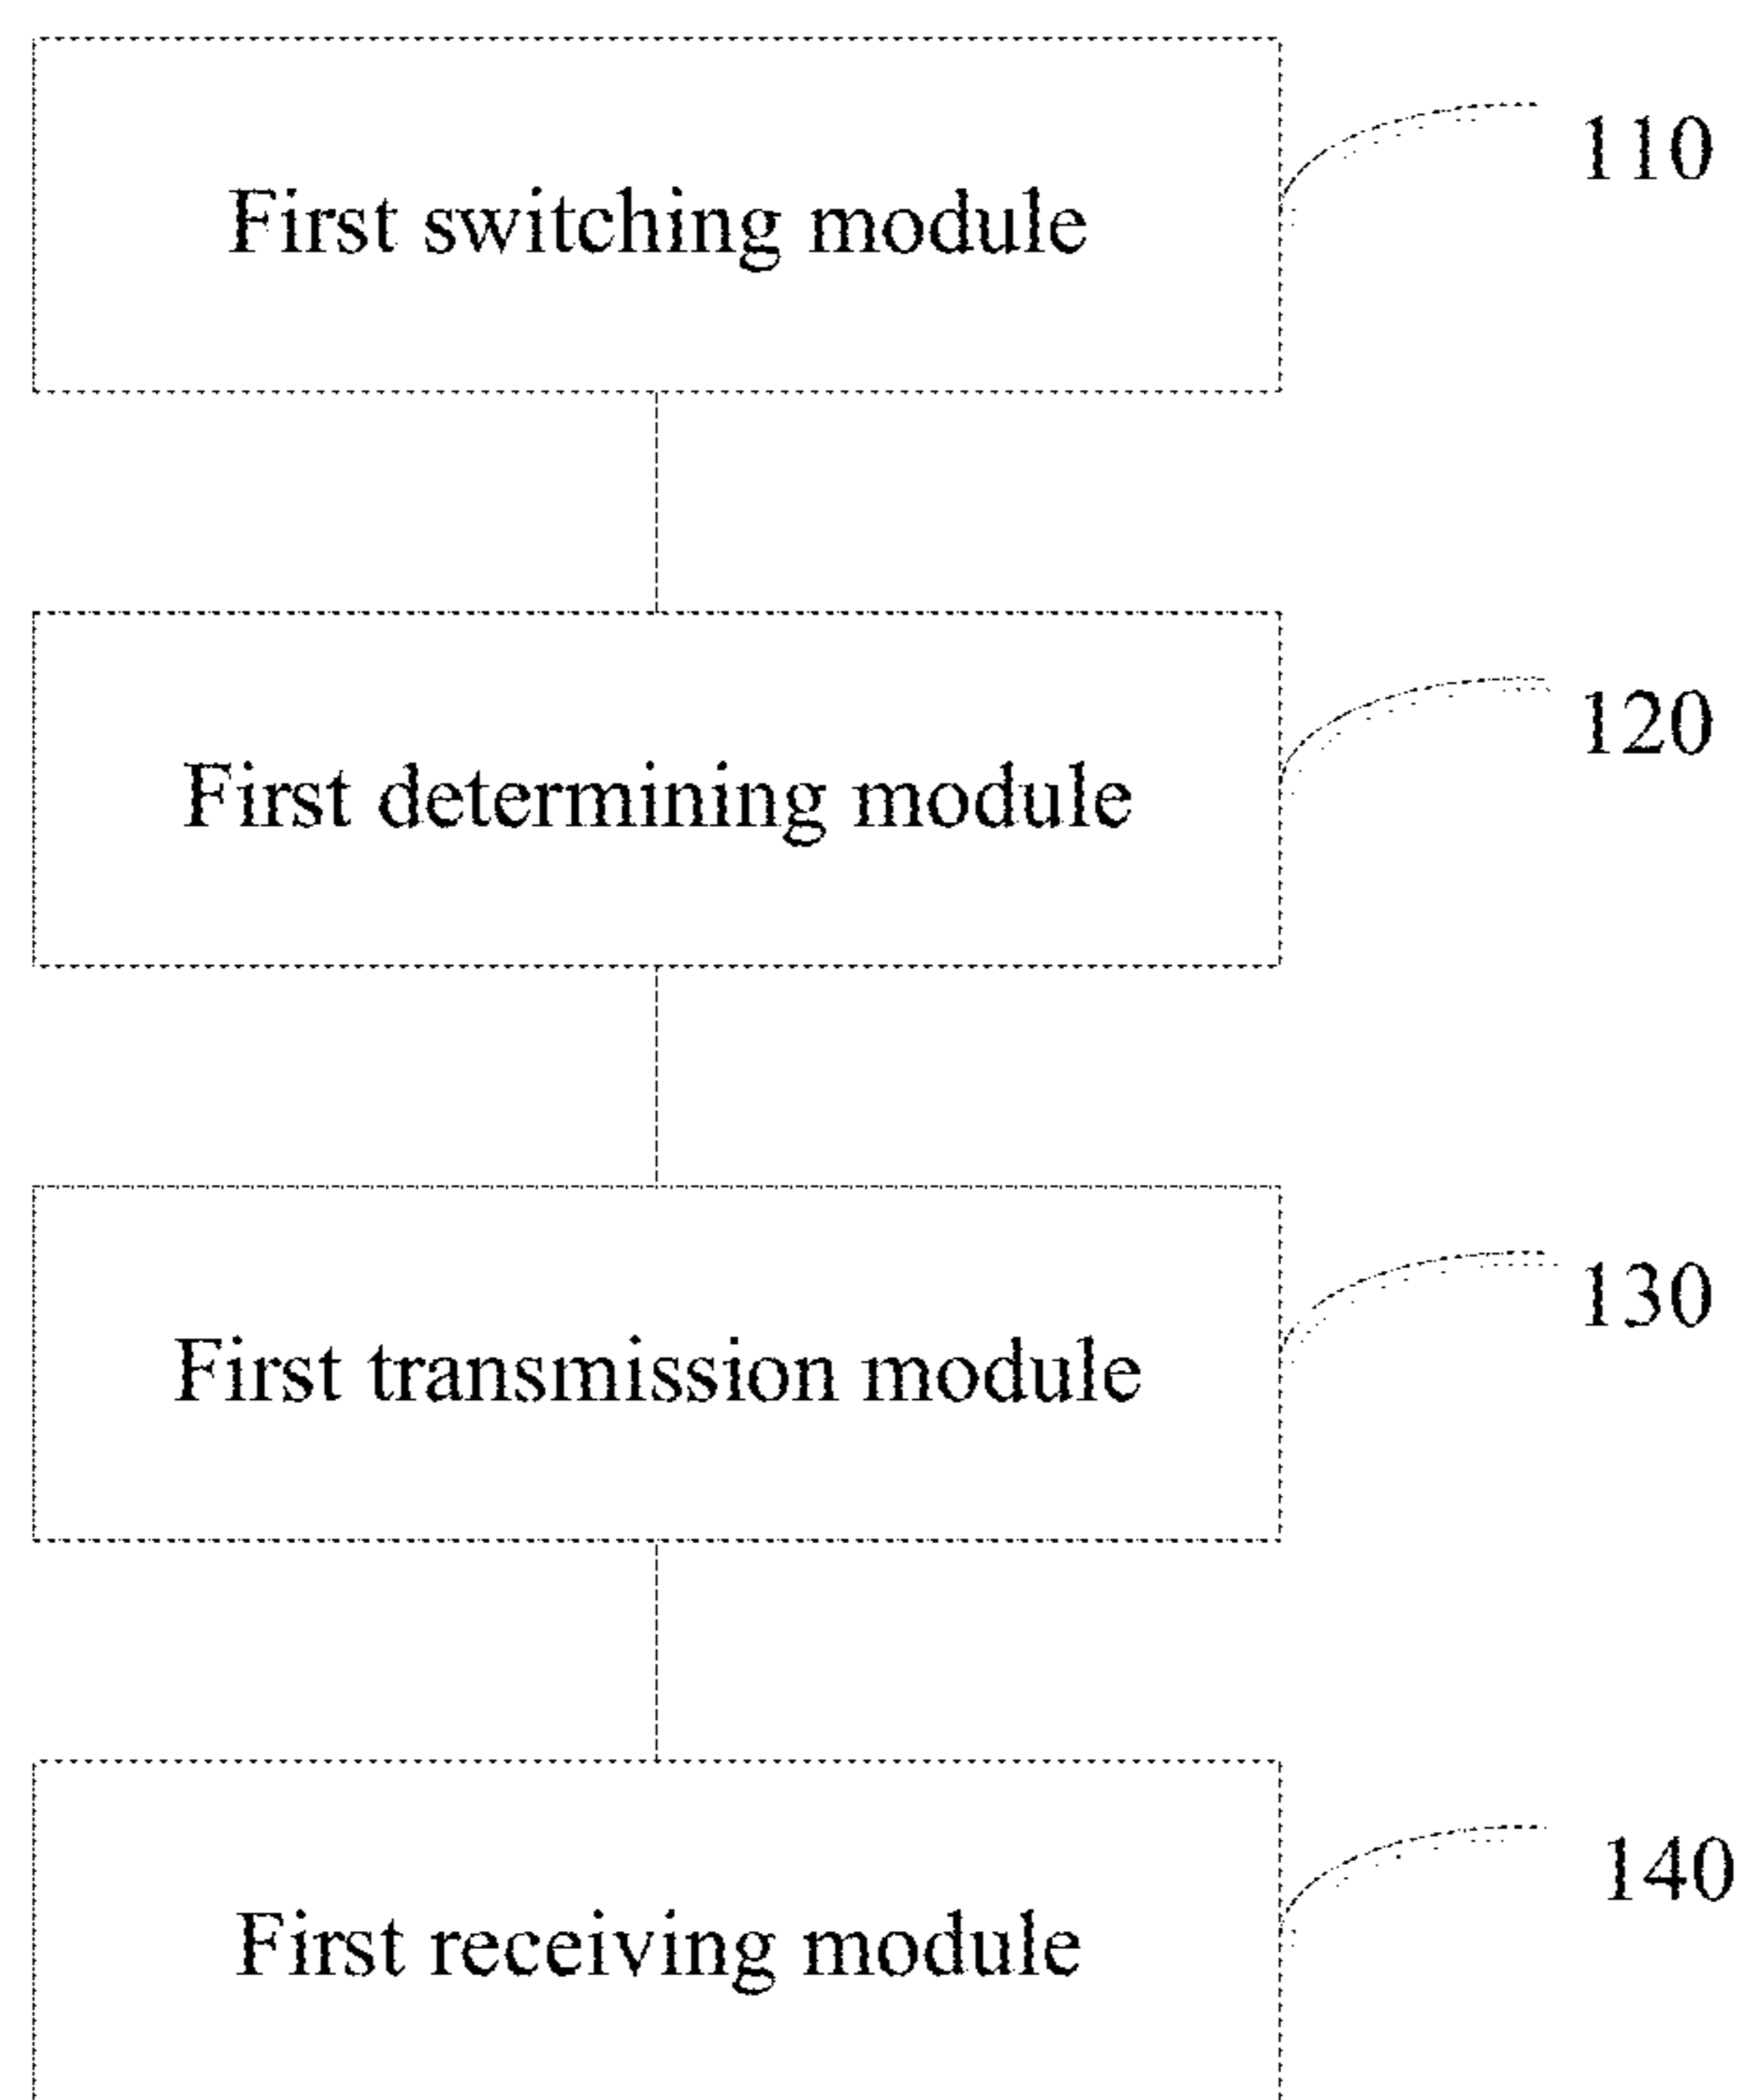 First switching module 110
First determining module 120
First transmission module 130
First receiving module 140